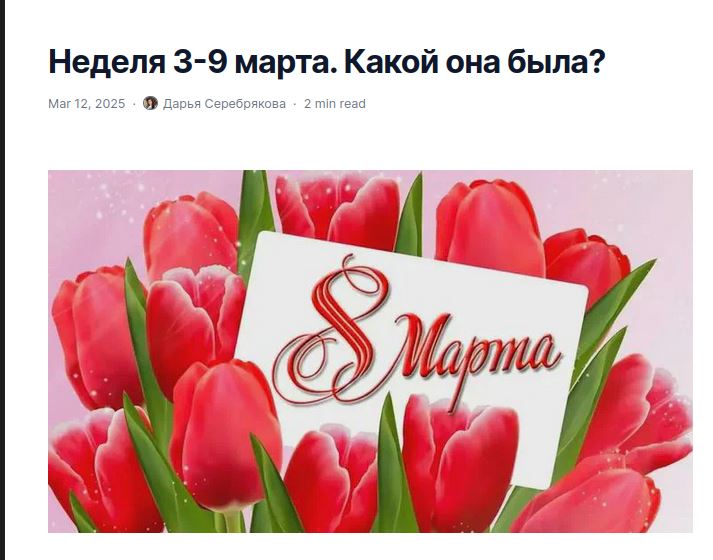 Неделя 3-9 марта. Какой она была?
Mar 12, 2025 · Дарья Серебрякова · 2 min read
8 Марта